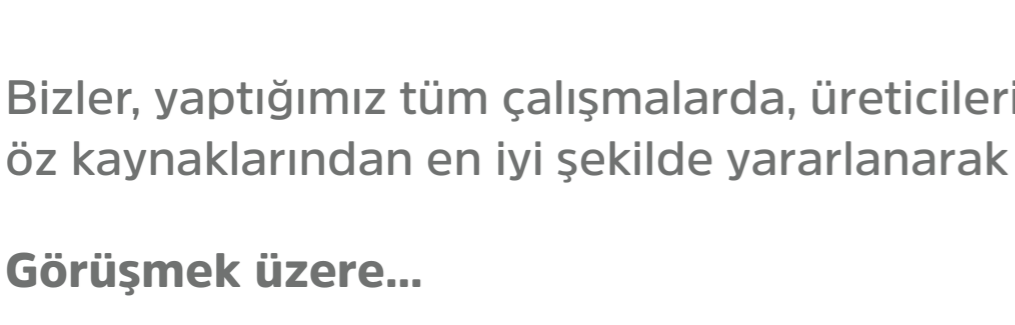 Bizler, yaptığımız tüm çalışmalarda, üreticileri
öz kaynaklarından en iyi şekilde yararlanarak
Görüşmek üzere...